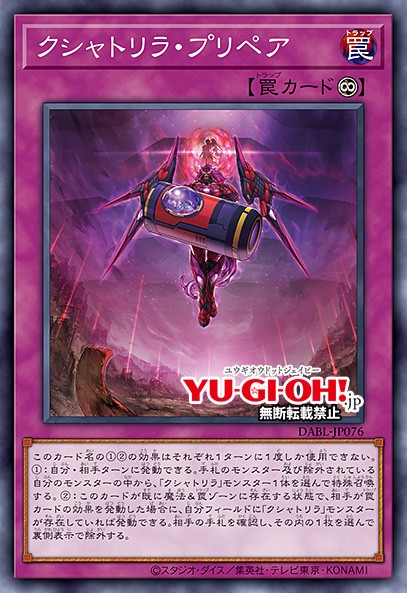 クシャトリラ・プリペア
トラップ
罠
トラップ
【罠カード】
ユウギオウドットジェイピー
YU-GI-OH!.jp
無断転載禁止
DABL-JP076
このカード名の①②の効果はそれぞれ1ターンに1度しか使用できない。
①:自分・相手ターンに発動できる。手札のモンスター及び除外されている
自分のモンスターの中から、「クシャトリラ」モンスター1体を選んで特殊召喚
する。②:このカードが既に魔法&罠ゾーンに存在する状態で、相手が
カードの効果を発動した場合に、自分フィールドに「クシャトリラ」モンスター
が存在していれば発動できる。相手の手札を確認し、その内の1枚を選んで
裏側表示で除外する。
©スタジオ・ダイス/集英社・テレビ東京・KONAMI